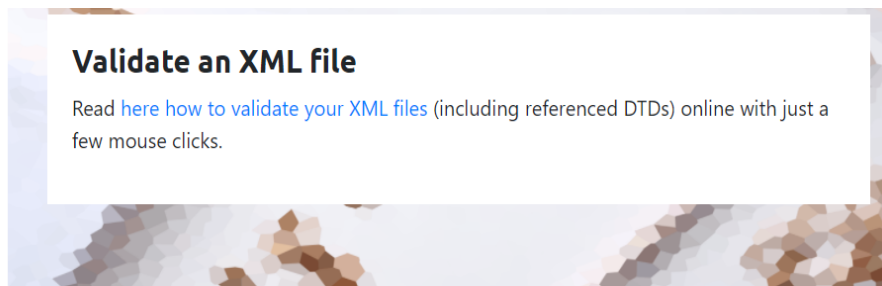 Validate an XML file
Read here how to validate your XML files (including referenced DTDs) online with just a
few mouse clicks.